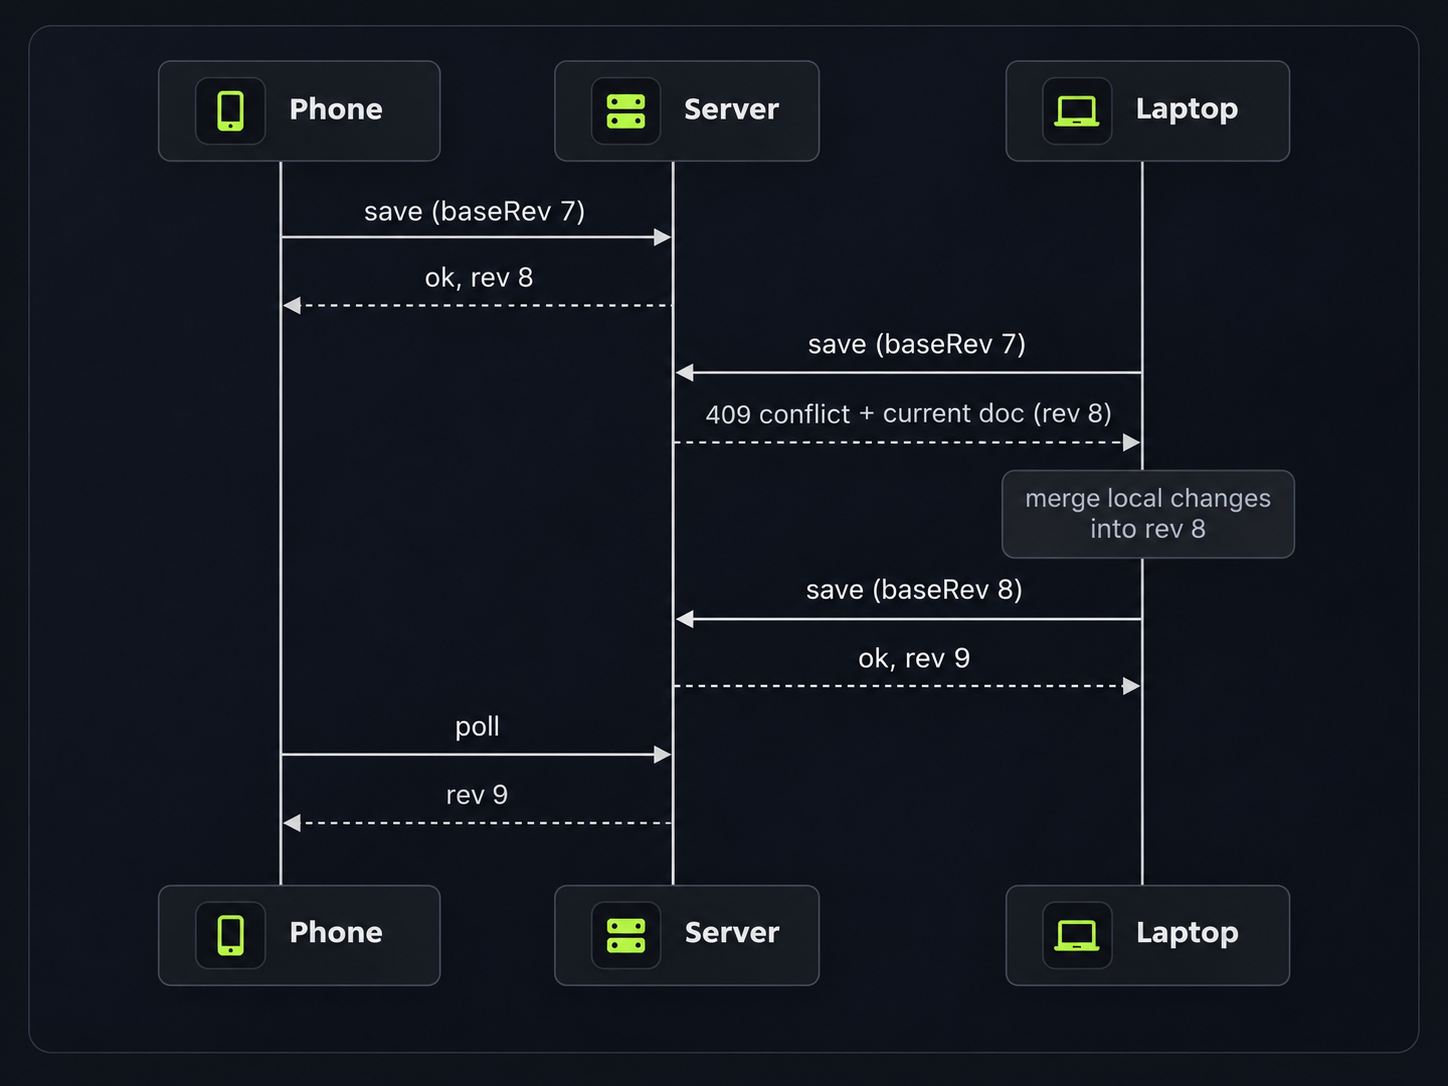 Phone
Server
Laptop
save (baseRev 7)
ok, rev 8
save (baseRev 7)
409 conflict + current doc (rev 8)
merge local changes
into rev 8
save (baseRev 8)
ok, rev 9
poll
rev 9
Phone
Server
Laptop